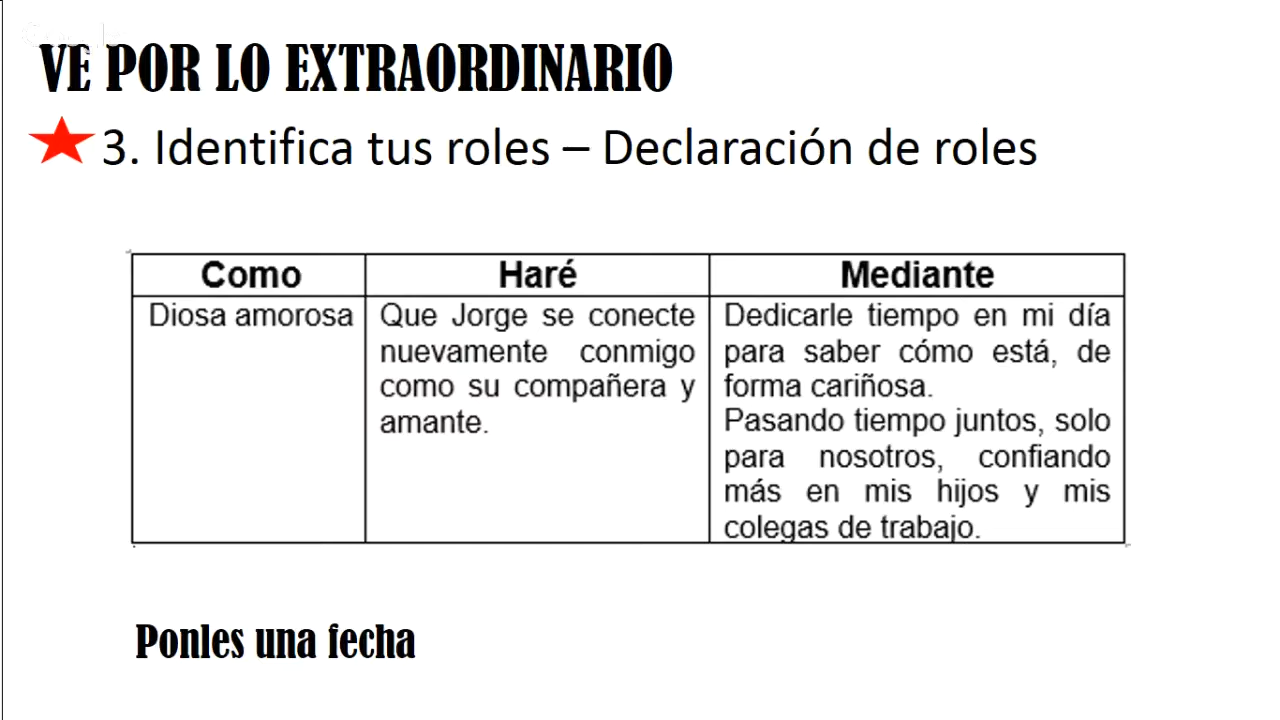 VE POR LO EXTRAORDINARIO
3. Identifica tus roles – Declaración de roles
Como
Haré
Mediante
Diosa amorosa
Que Jorge se conecte
nuevamente conmigo
como su compañera y
amante.
Dedicarle tiempo en mi día
para saber cómo está, de
forma cariñosa.
Pasando tiempo juntos, solo
para nosotros, confiando
más en mis hijos y mis
colegas de trabajo.
Ponles una fecha